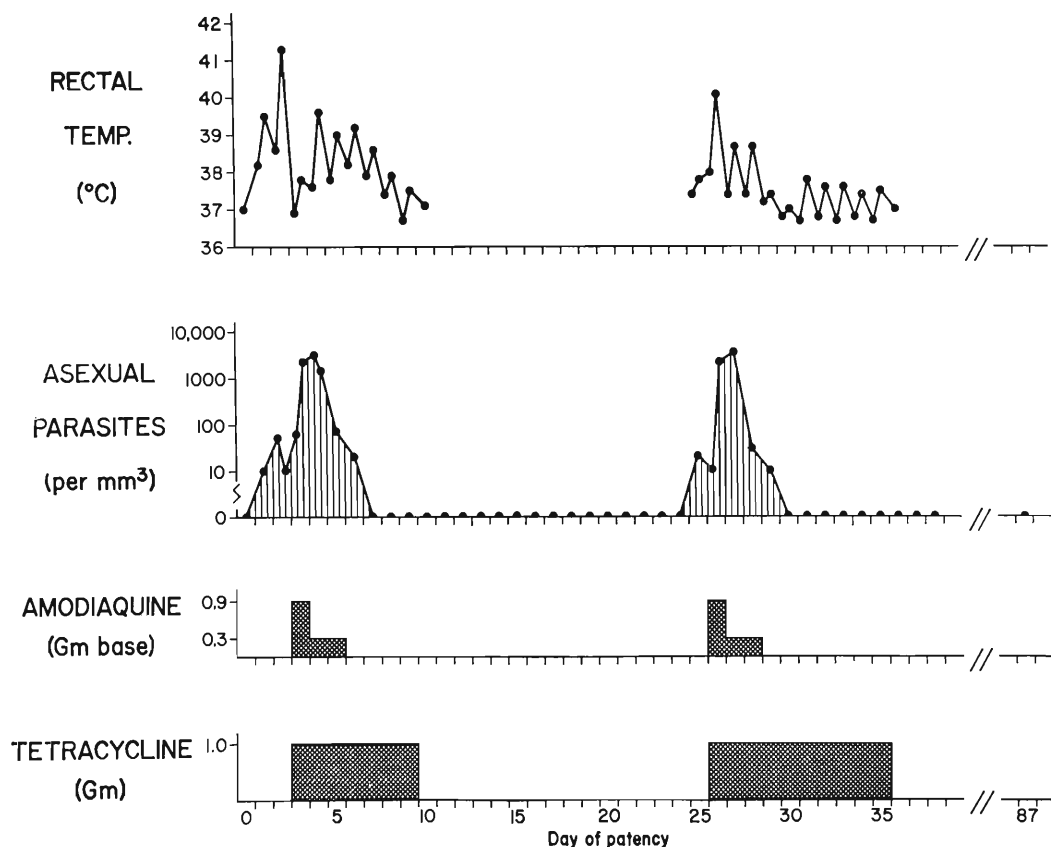 RECTAL
TEMP.
(°C)
42
41
40
39
38
37
36
ASEXUAL
PARASITES
(per mm³)
10,000
1000
100
10
0
AMODIAQUINE
(Gm base)
0.9
0.3
TETRACYCLINE
(Gm)
1.0
0 5 10 15 20 25 30 35 87
Day of patency